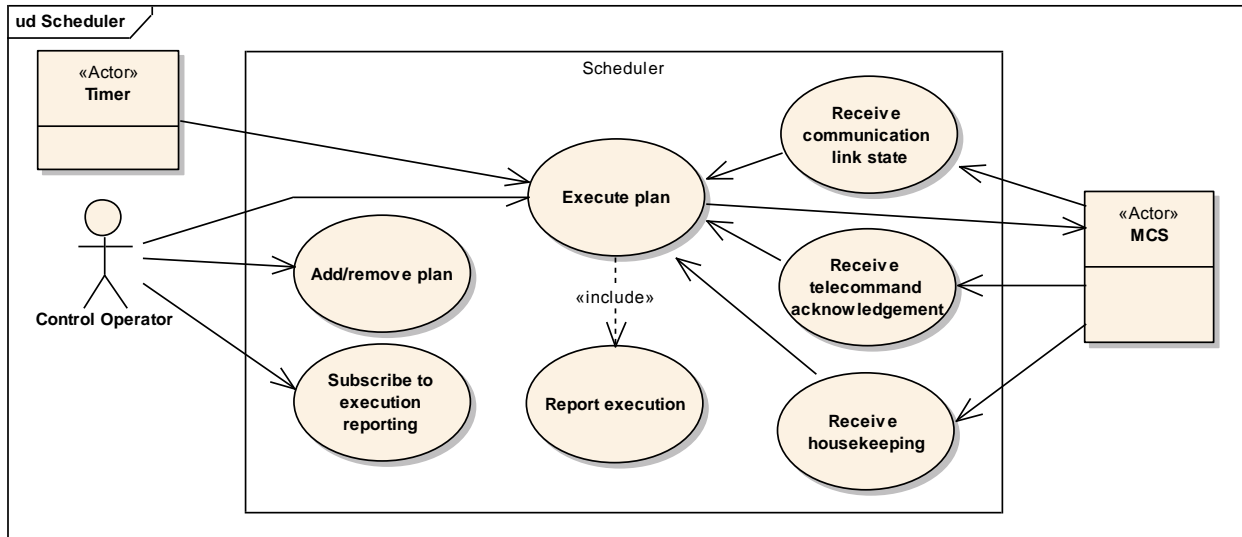 ud Scheduler
«Actor»
Timer
Scheduler
Receive
communication
link state
Execute plan
«Actor»
MCS
Add/remove plan
Receive
telecommand
acknowledgement
«include»
Control Operator
Subscribe to
execution
reporting
Report execution
Receive
housekeeping